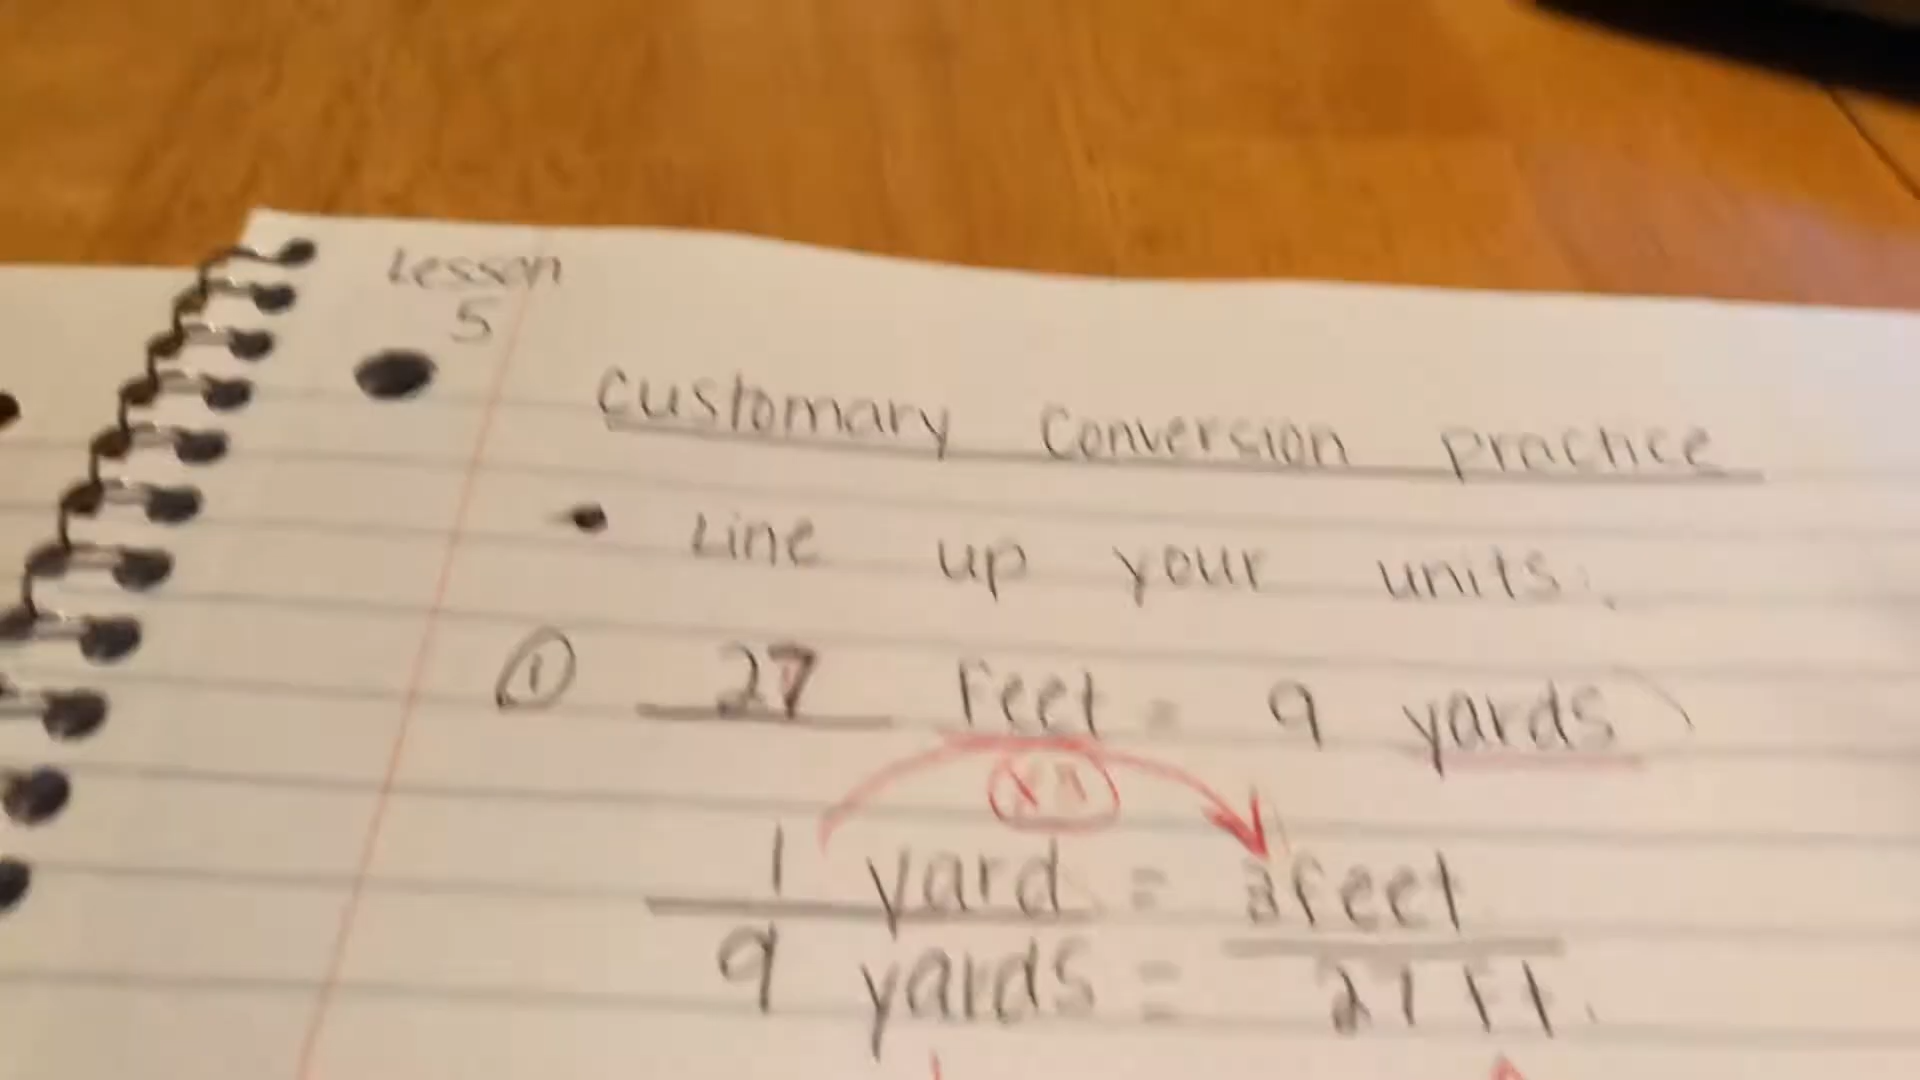 Lesson
5
Customary Conversion practice
• Line up your units.
① 27 Feet = 9 yards
1 yard = 3 feet
9 yards = 27 ft.